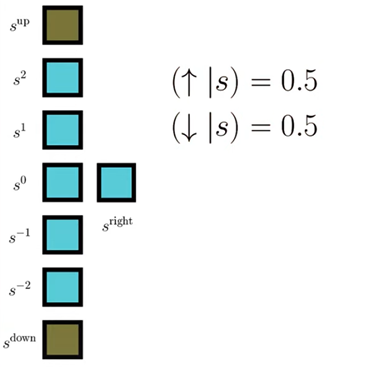 s^up
s^2
(↑ |s) = 0.5
s^1
(↓ |s) = 0.5
s^0
s^right
s^−1
s^−2
s^down